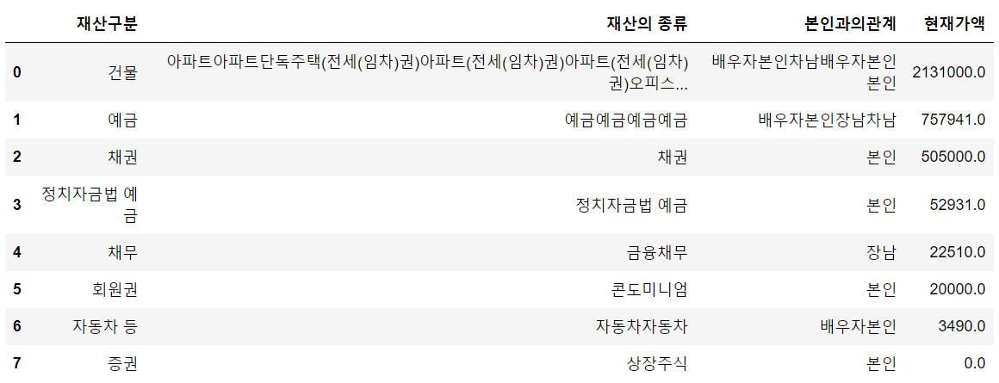 재산구분 재산의 종류 본인과의관계 현재가액
0 건물 아파트아파트단독주택(전세(임차)권)아파트(전세(임차)권)아파트(전세(임차) 배우자본인차남배우자본인 2131000.0
권)오피스... 본인
1 예금 예금예금예금예금 배우자본인장남차남 757941.0
2 채권 채권 본인 505000.0
3 정치자금법 예 정치자금법 예금 본인 52931.0
금
4 채무 금융채무 장남 22510.0
5 회원권 콘도미니엄 본인 20000.0
6 자동차 등 자동차자동차 배우자본인 3490.0
7 증권 상장주식 본인 0.0